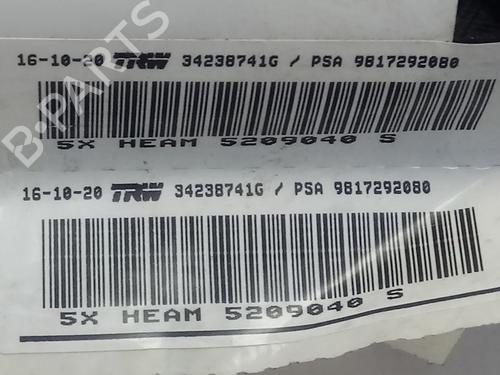 16-10-20 TRW 34238741G / PSA 9817292080
5X HEAM 5209040 S
16-10-20 TRW 34238741G / PSA 9817292080
5X HEAM 5209040 S
B-PARTS